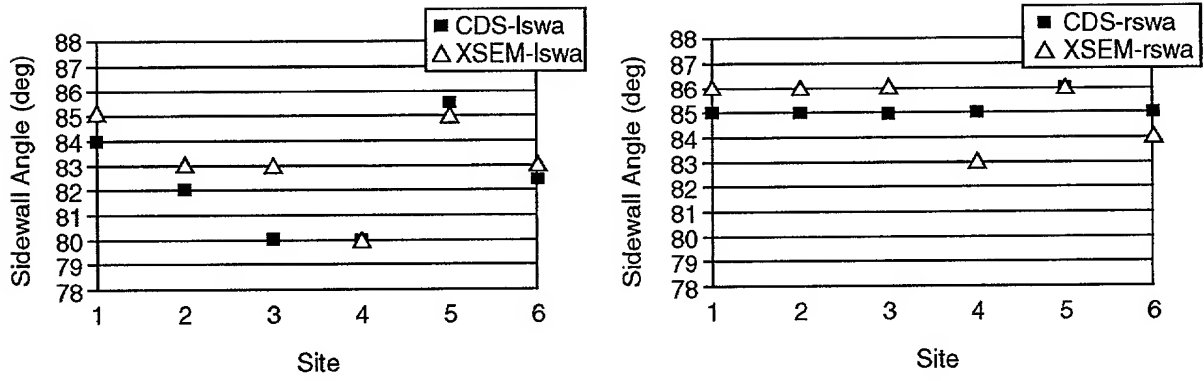 ■ CDS-lswa
△ XSEM-lswa
Sidewall Angle (deg)
88
87
86
85
84
83
82
81
80
79
78
1 2 3 4 5 6
Site
■ CDS-rswa
△ XSEM-rswa
Sidewall Angle (deg)
88
87
86
85
84
83
82
81
80
79
78
1 2 3 4 5 6
Site